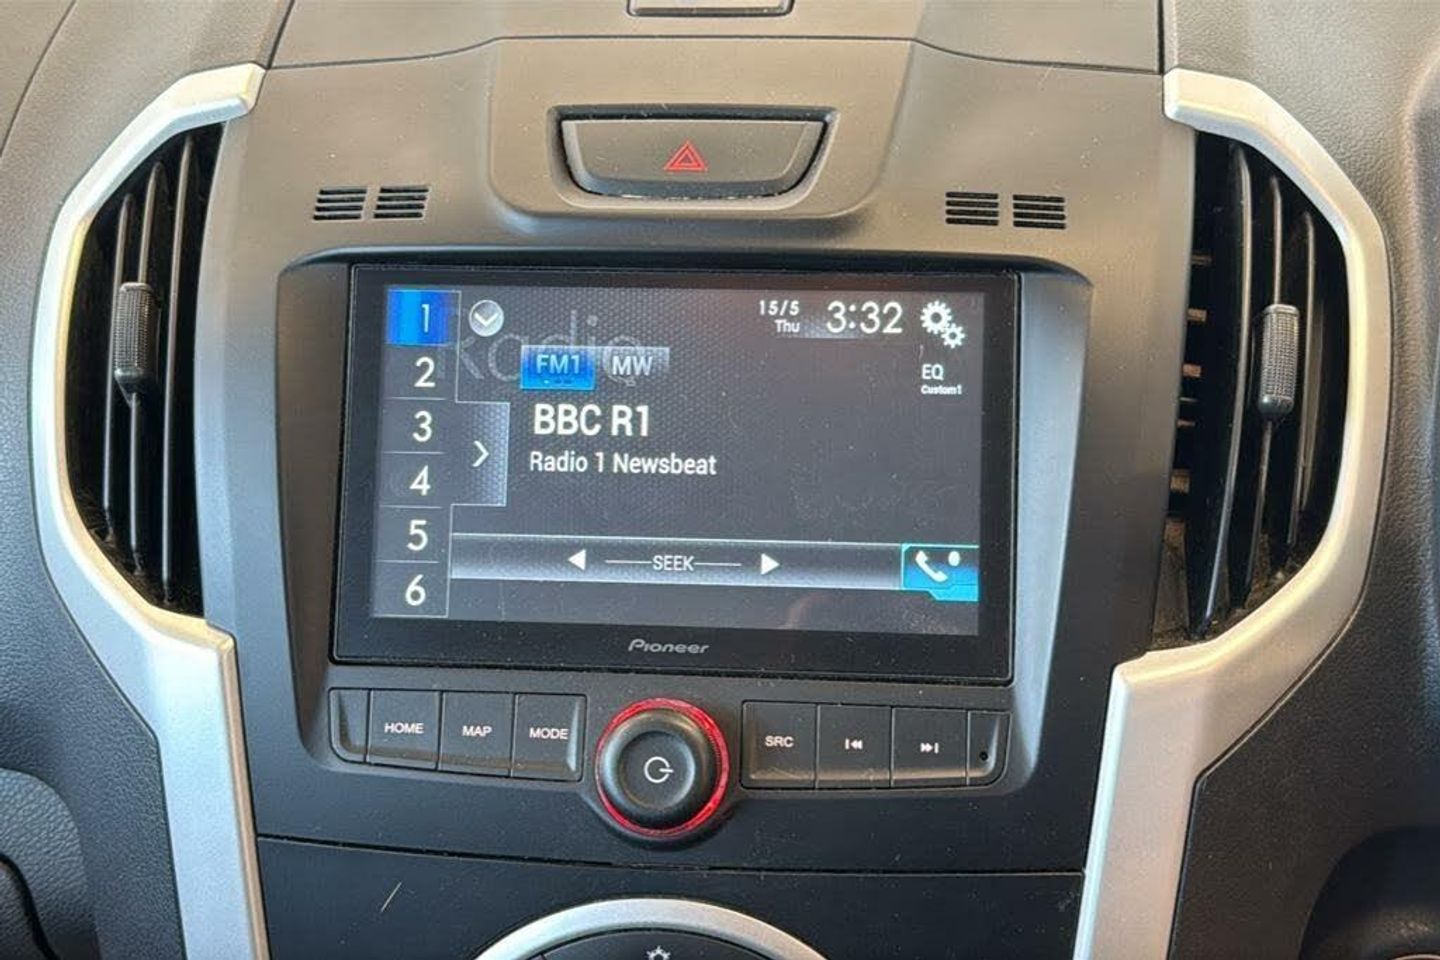 Radio
15/5
Thu
3:32
1
2
3
4
5
6
FM1 MW
EQ
Custom1
BBC R1
Radio 1 Newsbeat
SEEK
Pioneer
HOME MAP MODE SRC